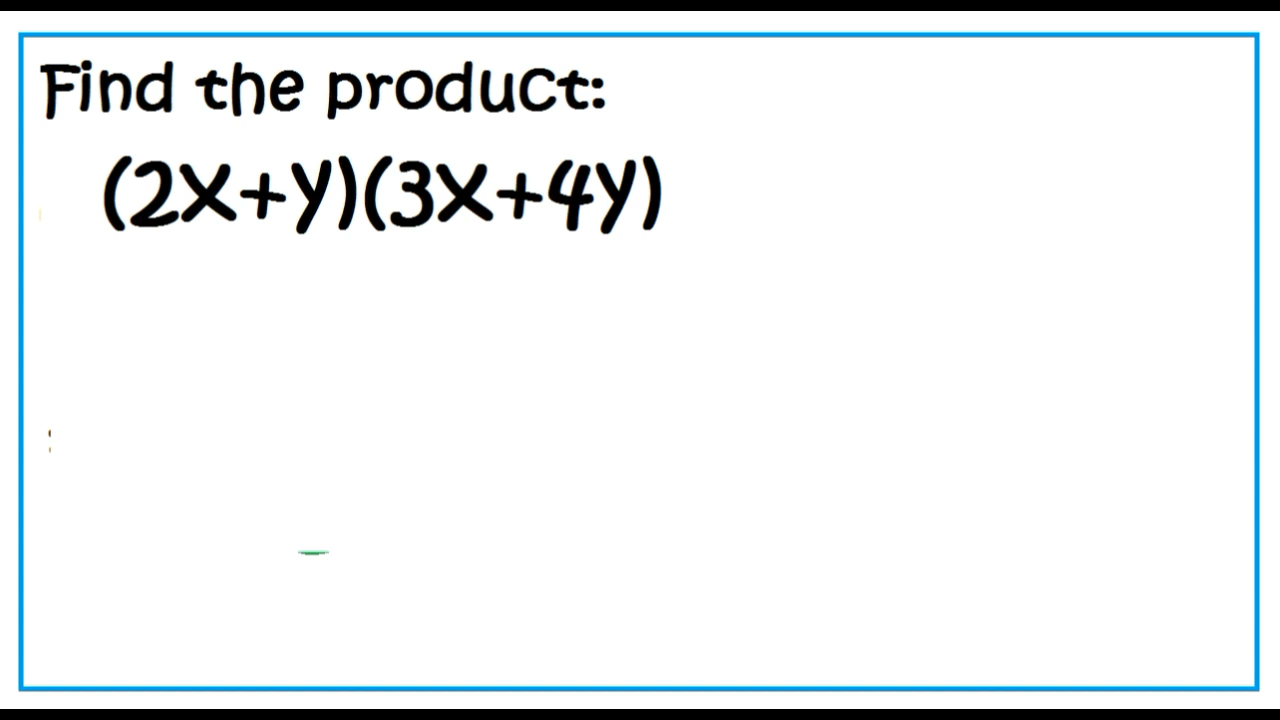 Find the product:
(2x+y)(3x+4y)